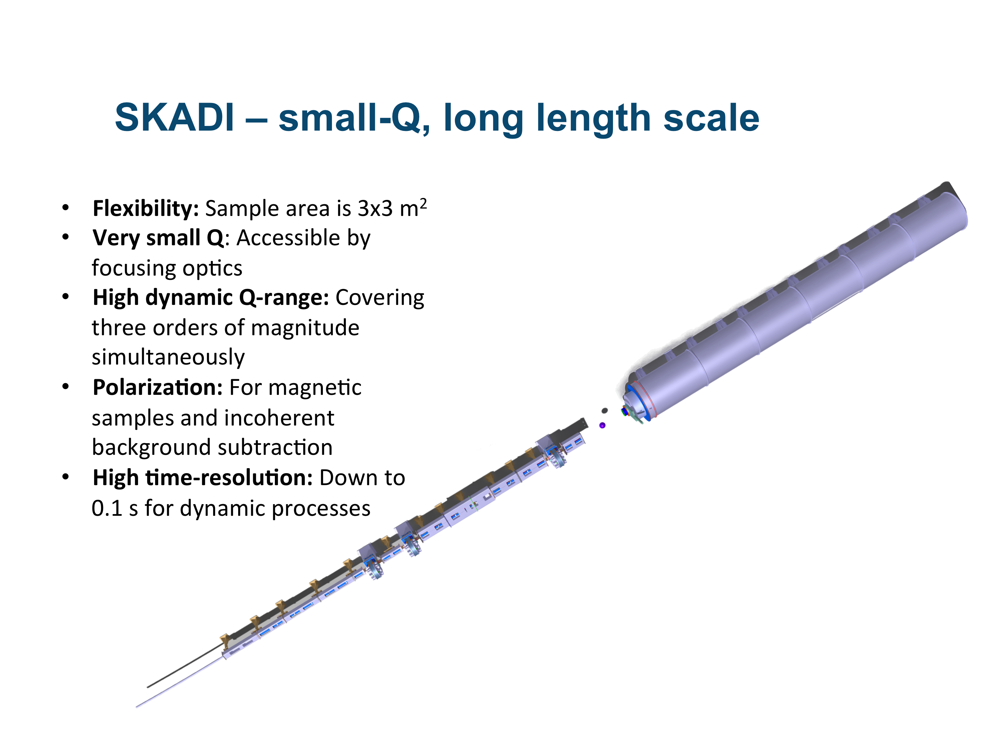 SKADI – small-Q, long length scale
• Flexibility: Sample area is 3x3 m²
• Very small Q: Accessible by
focusing optics
• High dynamic Q-range: Covering
three orders of magnitude
simultaneously
• Polarization: For magnetic
samples and incoherent
background subtraction
• High time-resolution: Down to
0.1 s for dynamic processes